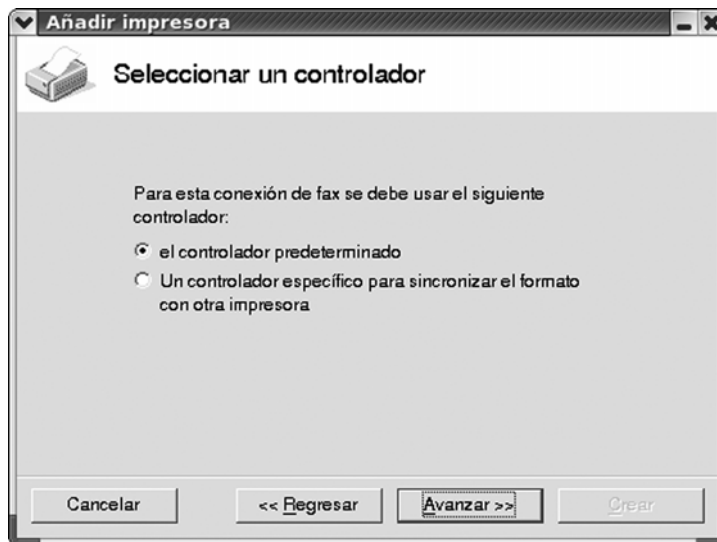 Añadir impresora
Seleccionar un controlador
Para esta conexión de fax se debe usar el siguiente
controlador:
el controlador predeterminado
Un controlador específico para sincronizar el formato
con otra impresora
Cancelar
<< Regresar
Avanzar >>
Crear